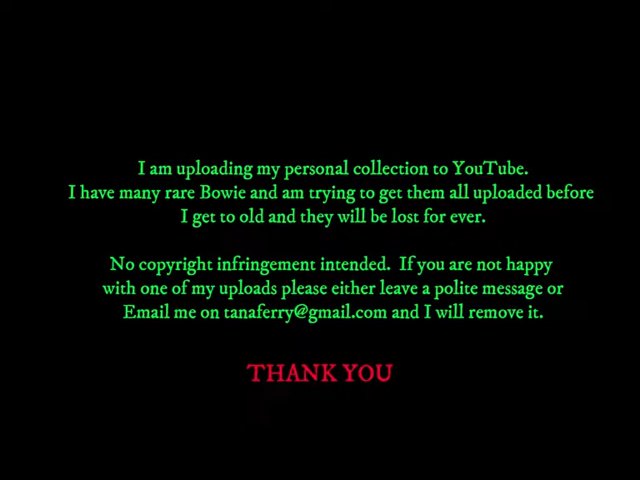 I am uploading my personal collection to YouTube.
I have many rare Bowie and am trying to get them all uploaded before
I get to old and they will be lost for ever.
No copyright infringement intended.  If you are not happy
with one of my uploads please either leave a polite message or
Email me on tanaferry@gmail.com and I will remove it.
THANK YOU